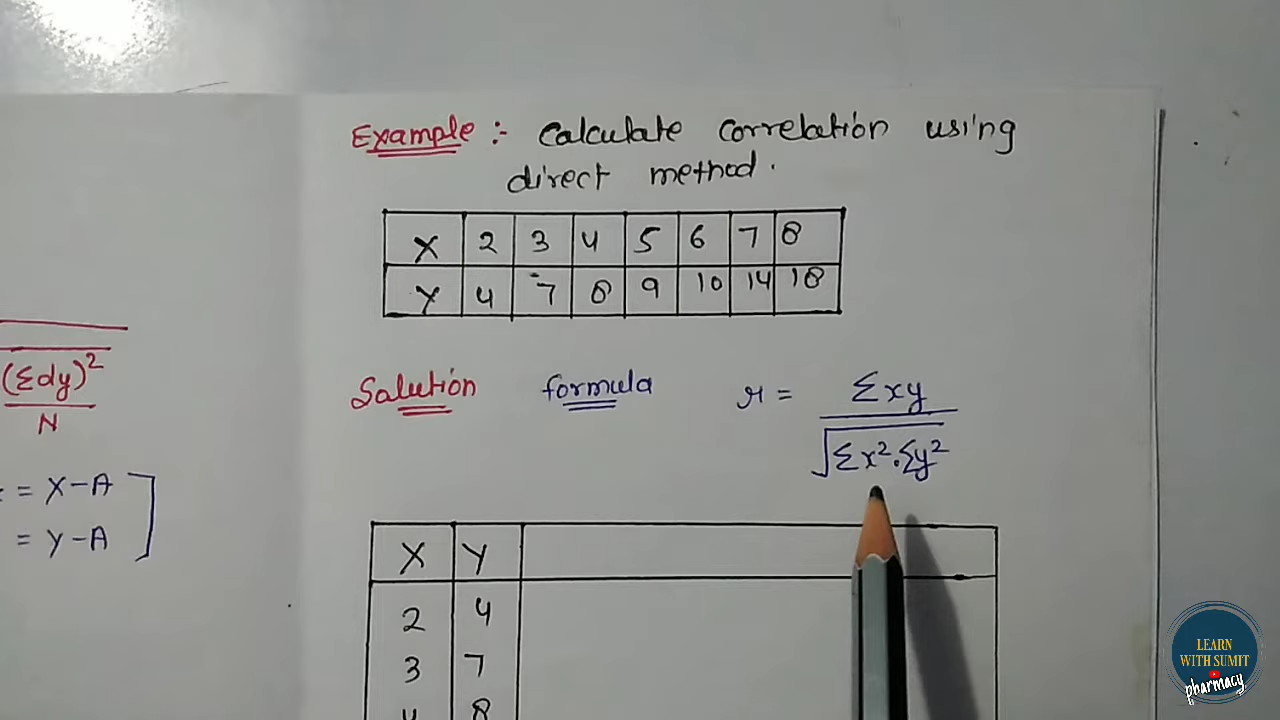 Example :- Calculate correlation using
direct method.
X 2 3 4 5 6 7 8
Y 4 7 8 9 10 14 18
(Σdy)²
N
= X-A
= Y-A
Solution formula r = Σxy
√Σx².Σy²
X Y
2 4
3 7
4 8
LEARN
WITH SUMIT
pharmacy